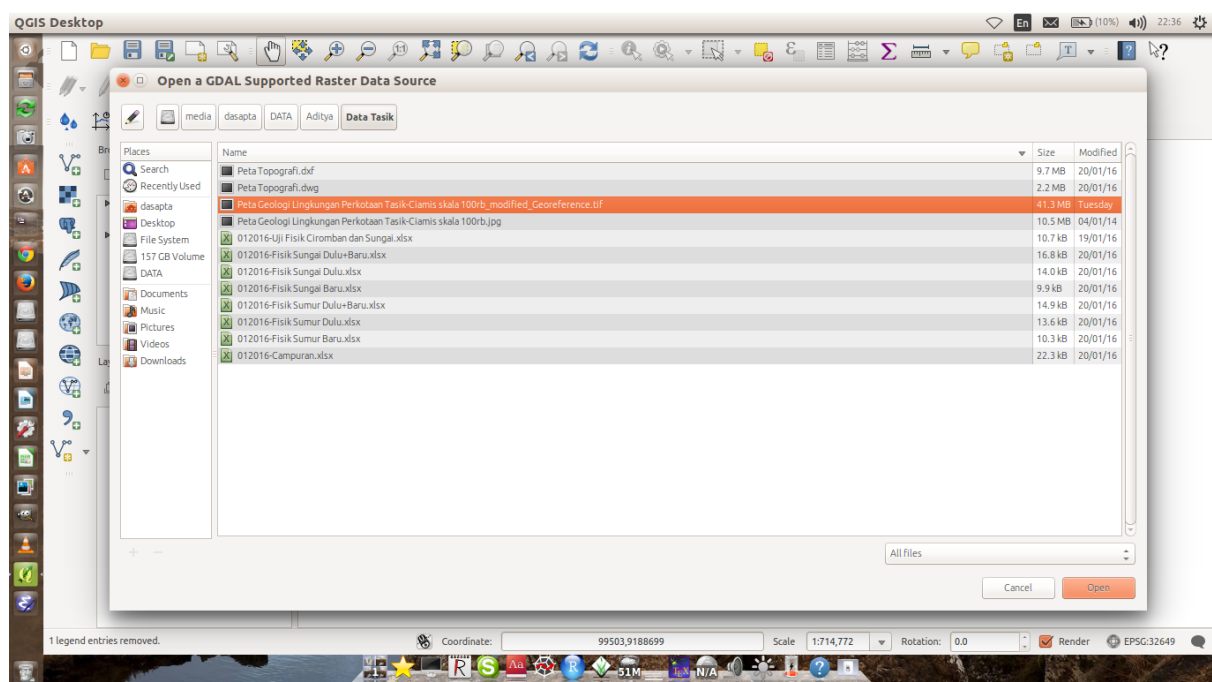 QGIS Desktop
En
(10%)
22:36
Open a GDAL Supported Raster Data Source
media
dasapta
DATA
Aditya
Data Tasik
Places
Name
Size
Modified
Search
Recently Used
dasapta
Desktop
File System
157 GB Volume
DATA
Documents
Music
Pictures
Videos
Downloads
Peta Topografi.dxf 9.7 MB 20/01/16
Peta Topografi.dwg 2.2 MB 20/01/16
Peta Geologi Lingkungan Perkotaan Tasik-Ciamis skala 100rb_modified_Georeference.tif 41.3 MB Tuesday
Peta Geologi Lingkungan Perkotaan Tasik-Ciamis skala 100rb.jpg 10.5 MB 04/01/14
012016-Uji Fisik Ciromban dan Sungai.xlsx 10.7 kB 19/01/16
012016-Fisik Sungai Dulu+Baru.xlsx 16.8 kB 20/01/16
012016-Fisik Sungai Dulu.xlsx 14.0 kB 20/01/16
012016-Fisik Sungai Baru.xlsx 9.9 kB 20/01/16
012016-Fisik Sumur Dulu+Baru.xlsx 14.9 kB 20/01/16
012016-Fisik Sumur Dulu.xlsx 13.6 kB 20/01/16
012016-Fisik Sumur Baru.xlsx 10.3 kB 20/01/16
012016-Campuran.xlsx 22.3 kB 20/01/16
All files
Cancel
Open
1 legend entries removed.
Coordinate: 99503,9188699
Scale 1:714,772
Rotation: 0.0
Render
EPSG:32649
R
S
Aa
R
51M
TeX
N/A